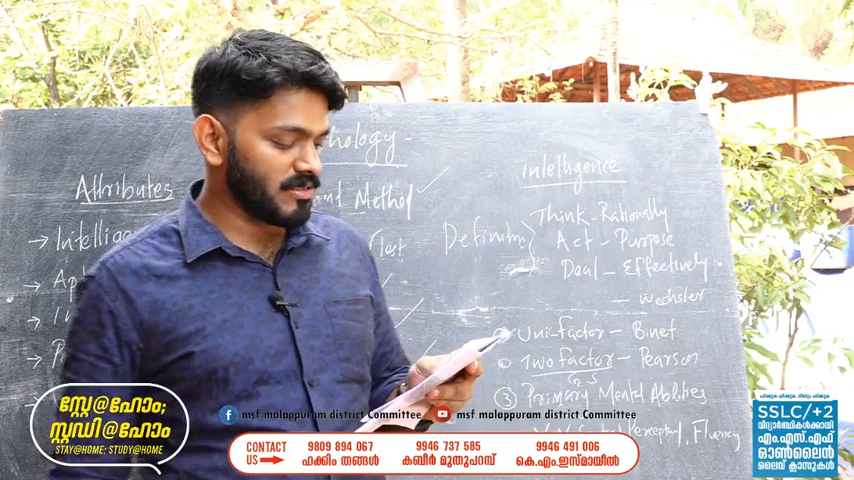 hology
Attributes
Method
→ Intellig
Test
→ Ap
→ I
→ P
Intelligence
Definition
Think - Rationally
Act - Purpose
Deal - Effectively
- Wechsler
Uni-factor - Binet
Two factor - Pearson
G S
③ Primary Mental Abilities
Fluency
സ്റ്റേ@ഹോം;
സ്റ്റഡി@ഹോം
STAY@HOME; STUDY@HOME
msf malappuram district Committee
msf malappuram district Committee
CONTACT US
9809 894 067
ഹക്കീം തങ്ങൾ
9946 737 585
കബീർ മുതുപറമ്പ്
9946 491 006
കെ.എം.ഇസ്മായീൽ
SSLC/+2
വിദ്യാർത്ഥികൾക്കായി
എം.എസ്.എഫ്
ഓൺലൈൻ
ലൈവ് ക്ലാസുകൾ